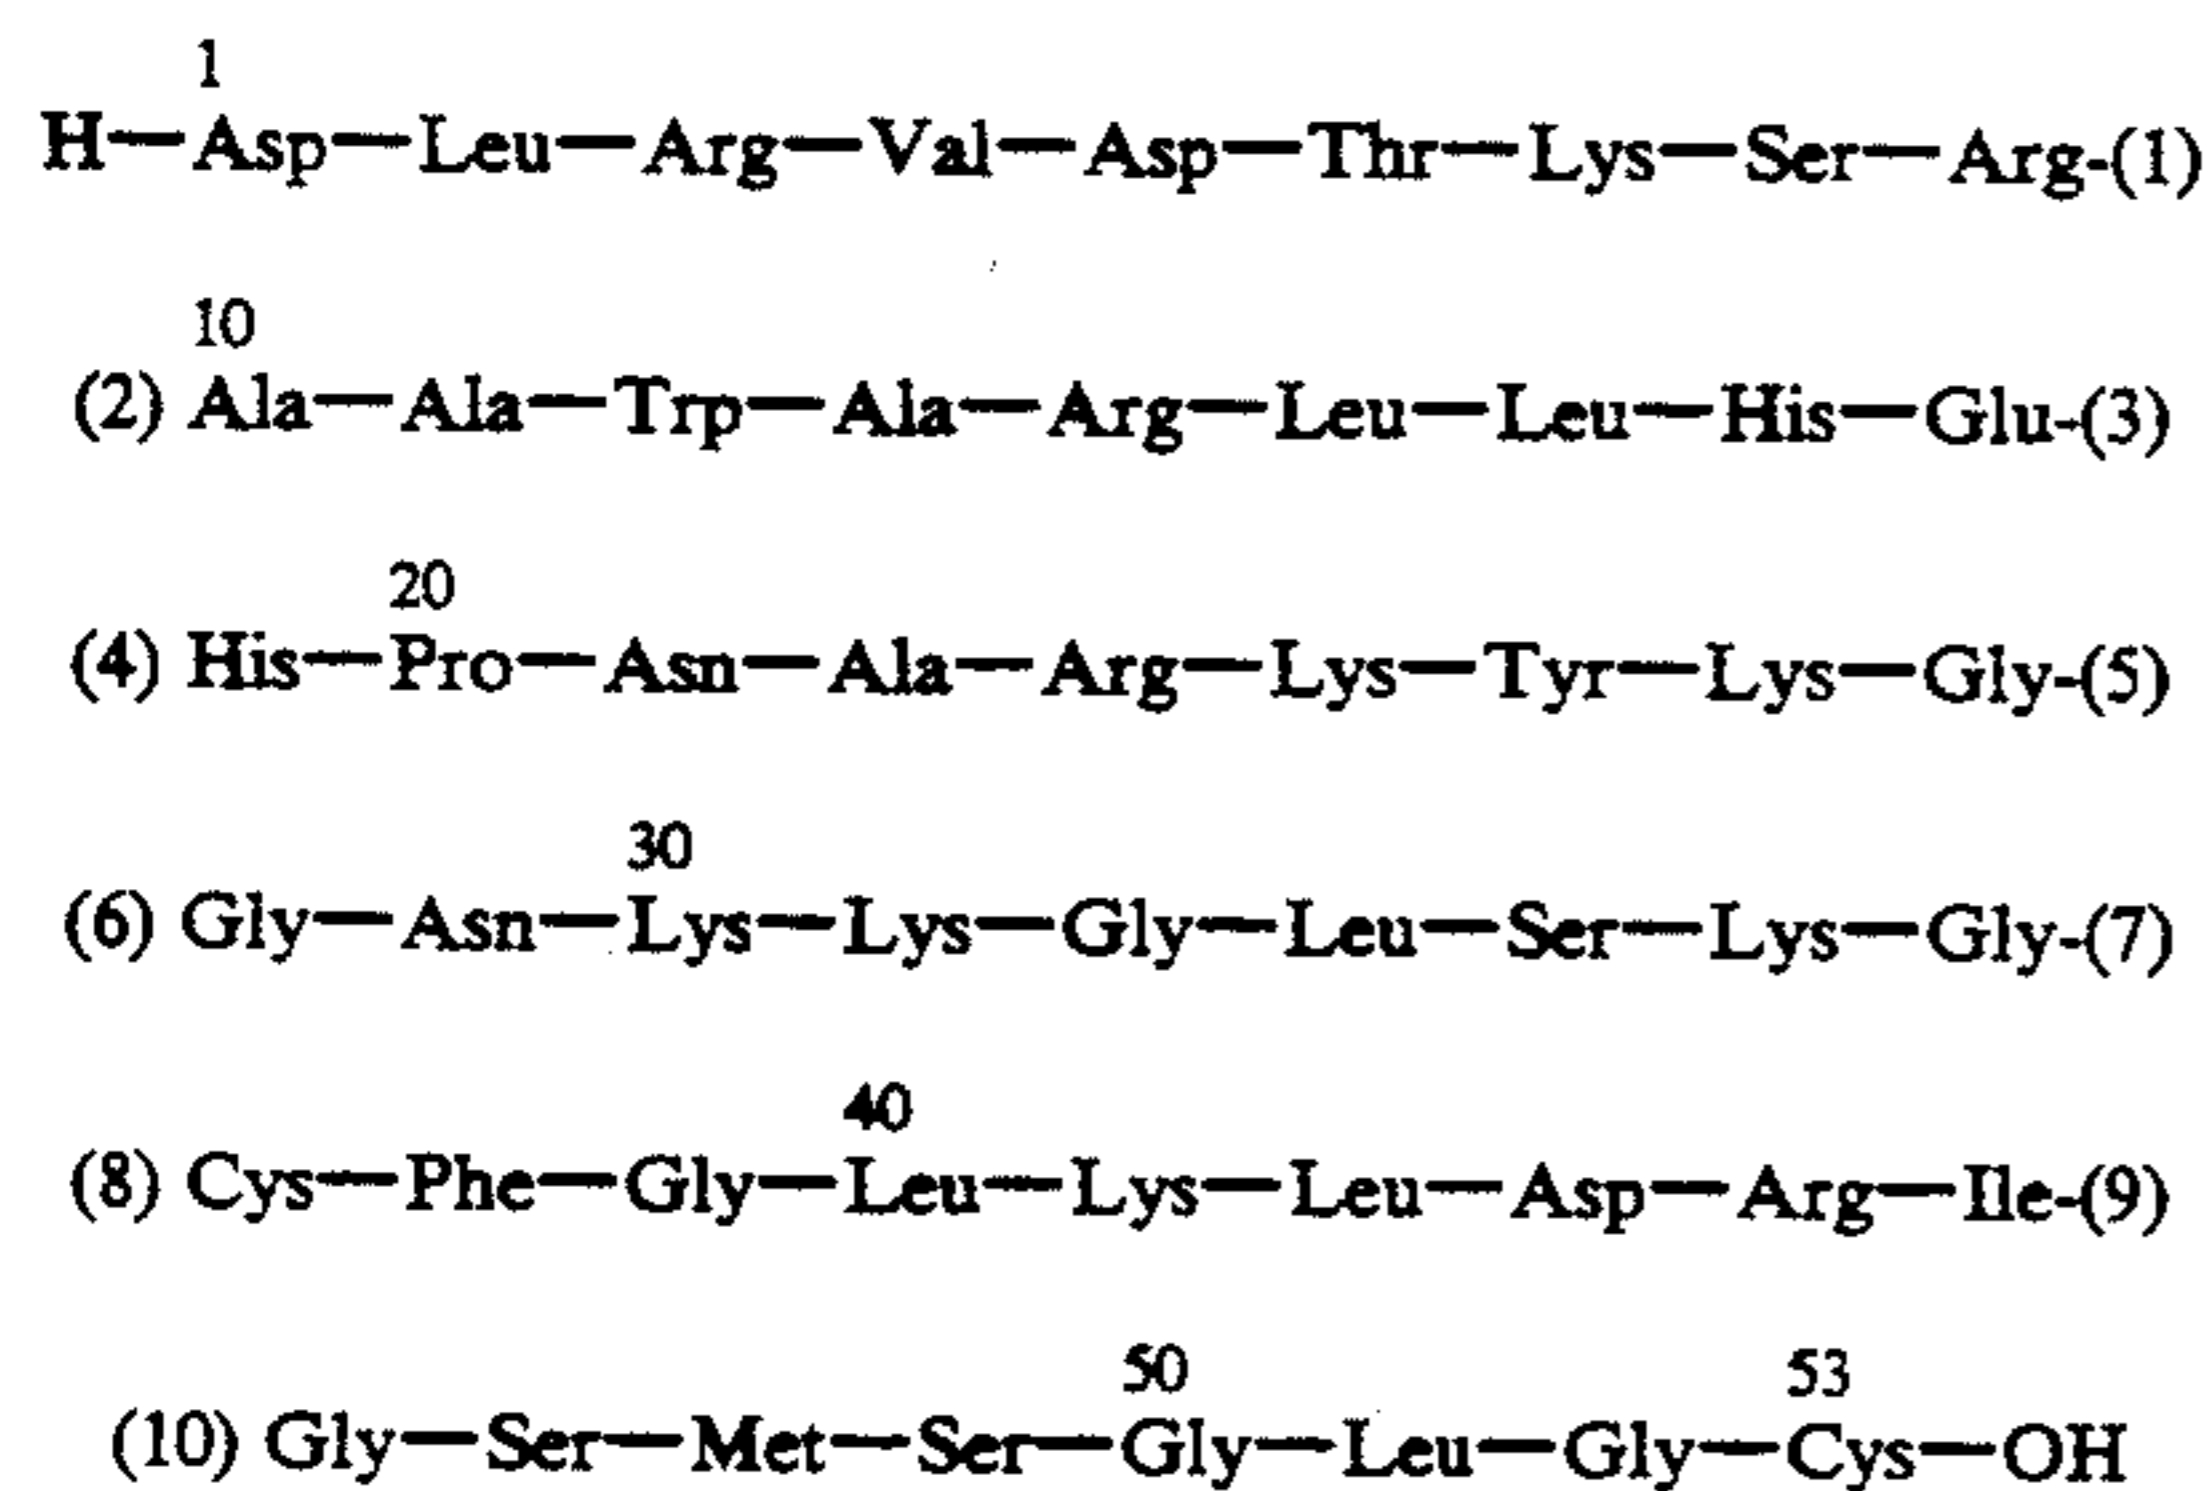 1
H—Asp—Leu—Arg—Val—Asp—Thr—Lys—Ser—Arg-(1)
10
(2) Ala—Ala—Trp—Ala—Arg—Leu—Leu—His—Glu-(3)
20
(4) His—Pro—Asn—Ala—Arg—Lys—Tyr—Lys—Gly-(5)
30
(6) Gly—Asn—Lys—Lys—Gly—Leu—Ser—Lys—Gly-(7)
40
(8) Cys—Phe—Gly—Leu—Lys—Leu—Asp—Arg—Ile-(9)
50 53
(10) Gly—Ser—Met—Ser—Gly—Leu—Gly—Cys—OH